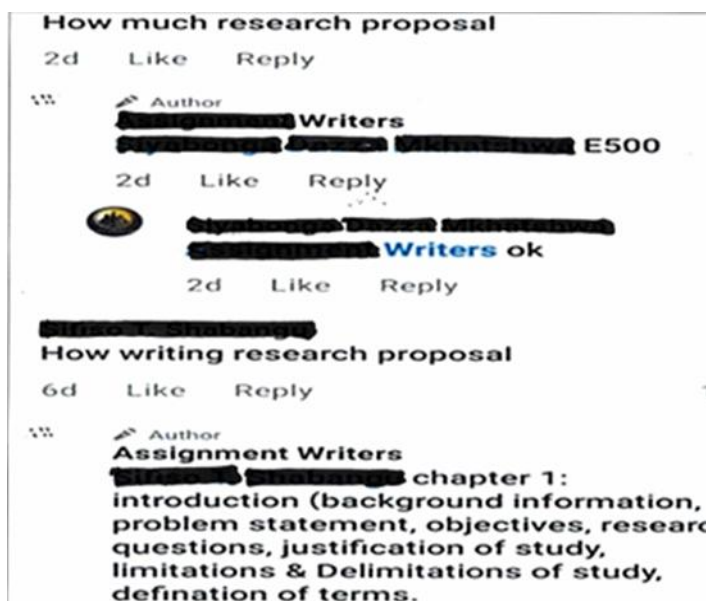 How much research proposal
2d Like Reply
Author
Writers
E500
2d Like Reply
Writers ok
2d Like Reply
How writing research proposal
6d Like Reply
Author
Assignment Writers
chapter 1:
introduction (background information,
problem statement, objectives, researc
questions, justification of study,
limitations & Delimitations of study,
defination of terms.